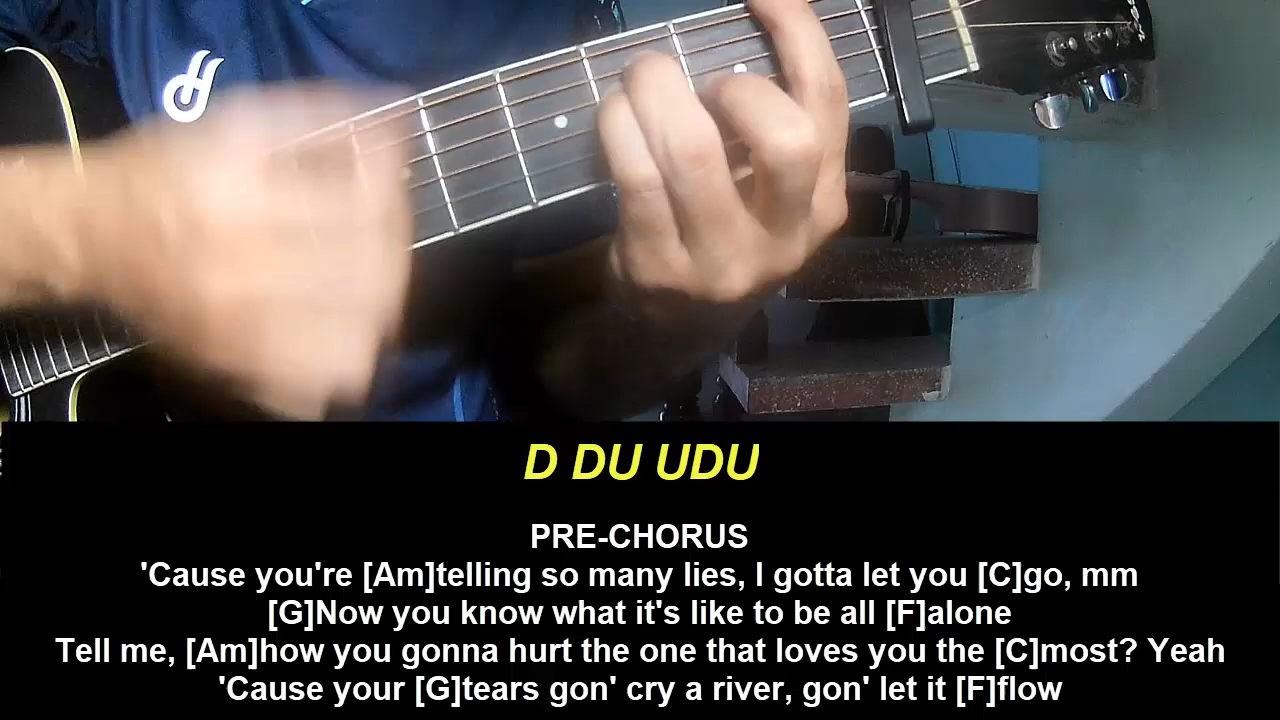 D DU UDU
PRE-CHORUS
'Cause you're [Am]telling so many lies, I gotta let you [C]go, mm
[G]Now you know what it's like to be all [F]alone
Tell me, [Am]how you gonna hurt the one that loves you the [C]most? Yeah
'Cause your [G]tears gon' cry a river, gon' let it [F]flow